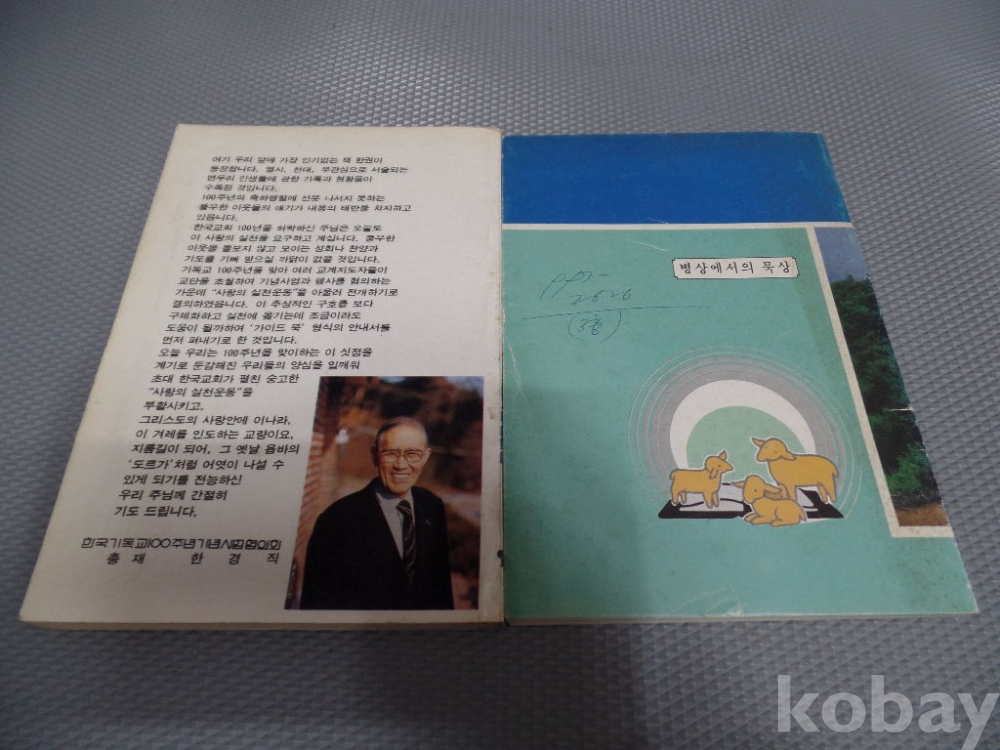 여기 우리 앞에 가장 인기없는 책 한권이
등장합니다. 멸시, 천대, 무관심으로 서술되는
변두리 인생들에 관한 기록과 현황들이
수록된 것입니다.
100주년의 축하행렬에 선뜻 나서지 못하는
불우한 이웃들의 얘기가 내용의 태반을 차지하고
있읍니다.
한국교회 100년을 허락하신 주님은 오늘도
이 사랑의 실천을 요구하고 계십니다. 불우한
이웃을 돌보지 않고 모이는 성회나 찬양과
기도를 기뻐 받으실 까닭이 없을 것입니다.
기독교 100주년을 맞아 여러 교계지도자들이
교단을 초월하여 기념사업과 행사를 협의하는
가운데 "사랑의 실천운동"을 아울러 전개하기로
결의하였읍니다. 이 추상적인 구호를 보다
구체화하고 실천에 옮기는데 조금이라도
도움이 될까하여 '가이드 북' 형식의 안내서를
먼저 펴내기로 한 것입니다.
오늘 우리는 100주년을 맞이하는 이 싯점을
계기로 둔감해진 우리들의 양심을 일깨워
초대 한국교회가 펼친 숭고한
"사랑의 실천운동"을
부활시키고,
그리스도의 사랑안에 이나라,
이 겨레를 인도하는 교량이요,
지름길이 되어, 그 옛날 욥바의
'도르가'처럼 어엿이 나설 수
있게 되기를 전능하신
우리 주님께 간절히
기도 드립니다.
한국기독교100주년기념사업협의회
총재 한경직
병상에서의 묵상
2626
kobay